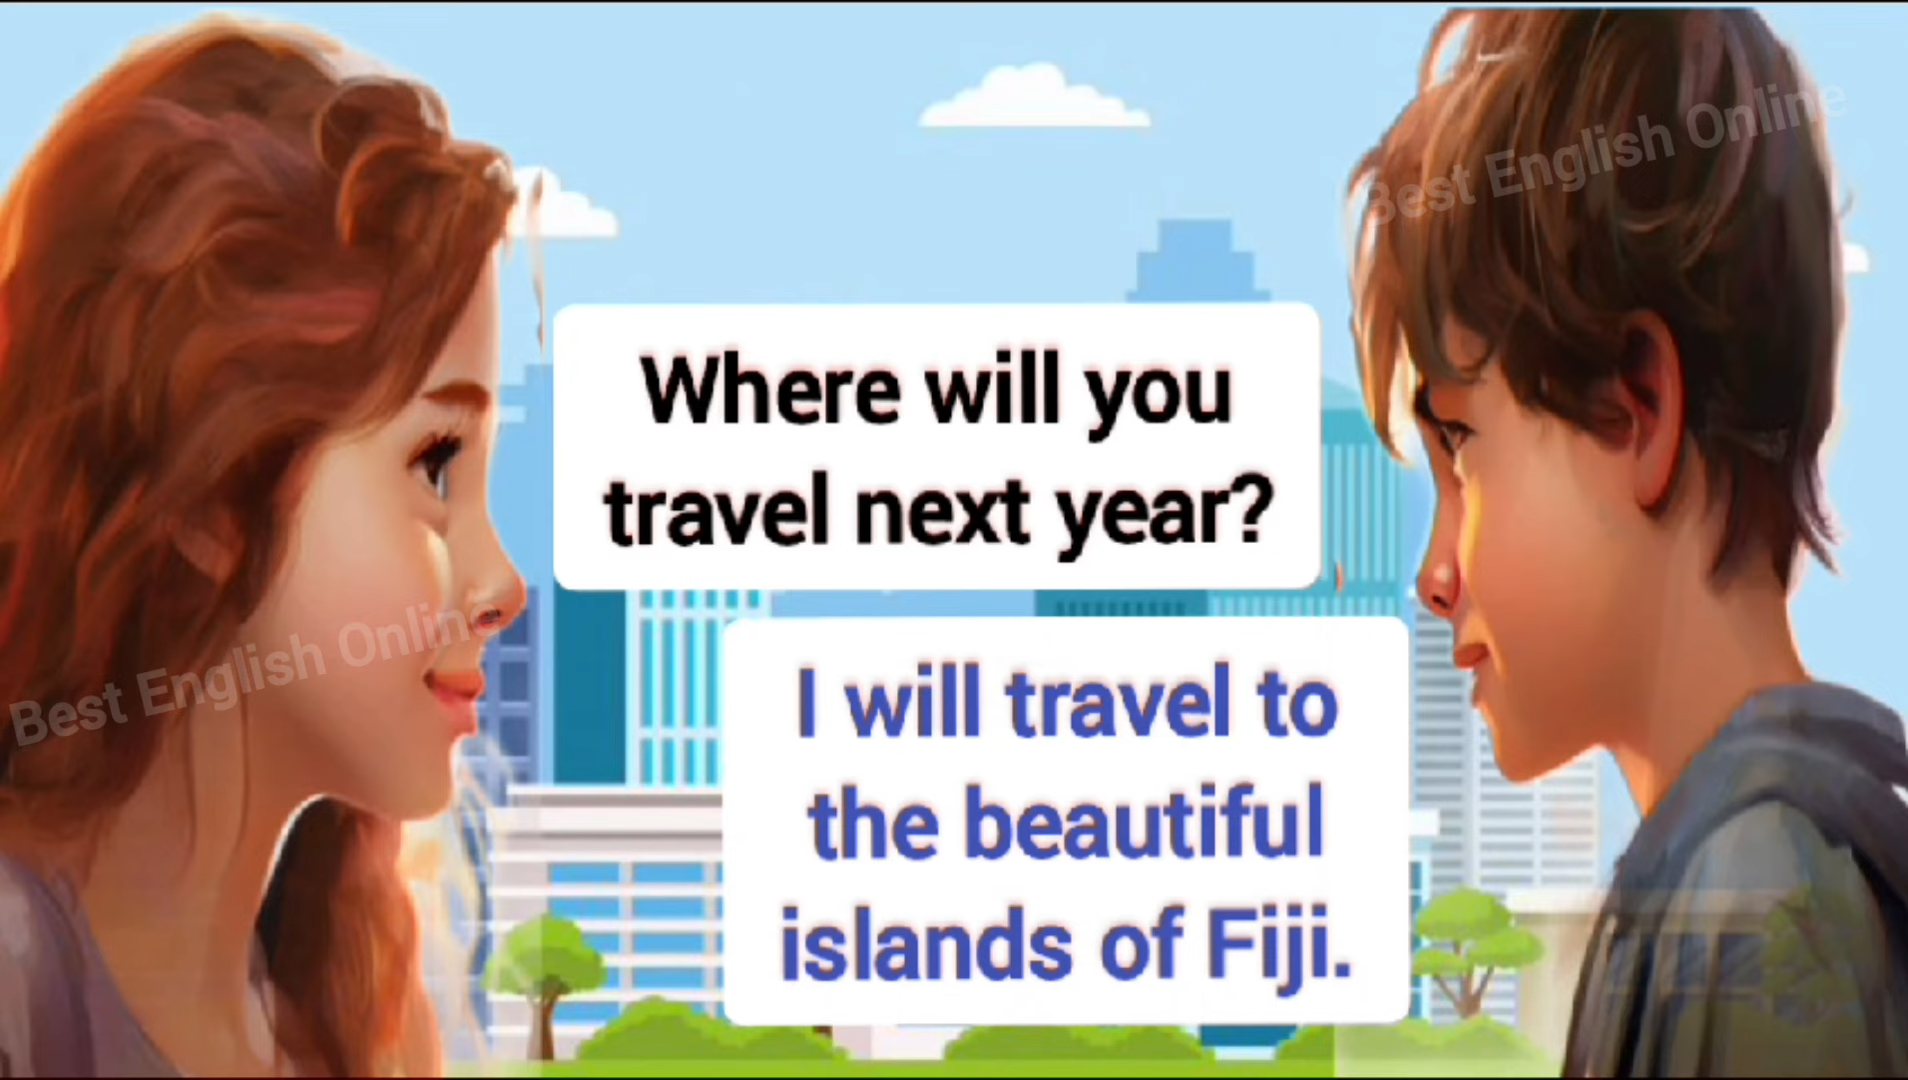 Best English Online
Where will you
travel next year?
Best English Online
I will travel to
the beautiful
islands of Fiji.